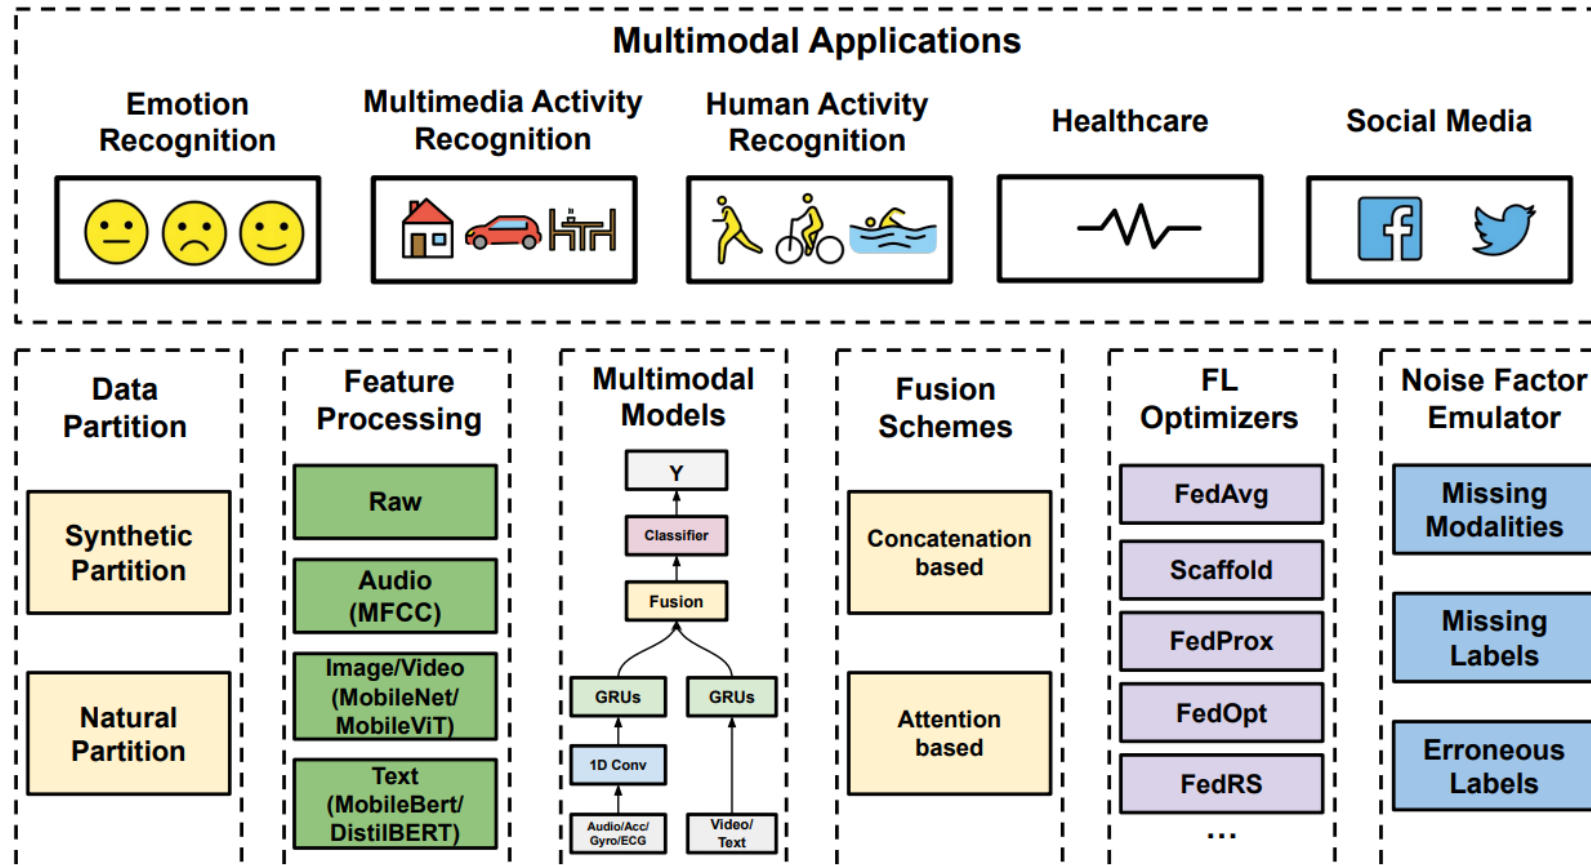 Multimodal Applications
Emotion
Recognition
Multimedia Activity
Recognition
Human Activity
Recognition
Healthcare
Social Media
Data
Partition
Synthetic
Partition
Natural
Partition
Feature
Processing
Raw
Audio
(MFCC)
Image/Video
(MobileNet/
MobileViT)
Text
(MobileBert/
DistilBERT)
Multimodal
Models
Y
Classifier
Fusion
GRUs
GRUs
1D Conv
Audio/Acc/
Gyro/ECG
Video/
Text
Fusion
Schemes
Concatenation
based
Attention
based
FL
Optimizers
FedAvg
Scaffold
FedProx
FedOpt
FedRS
...
Noise Factor
Emulator
Missing
Modalities
Missing
Labels
Erroneous
Labels